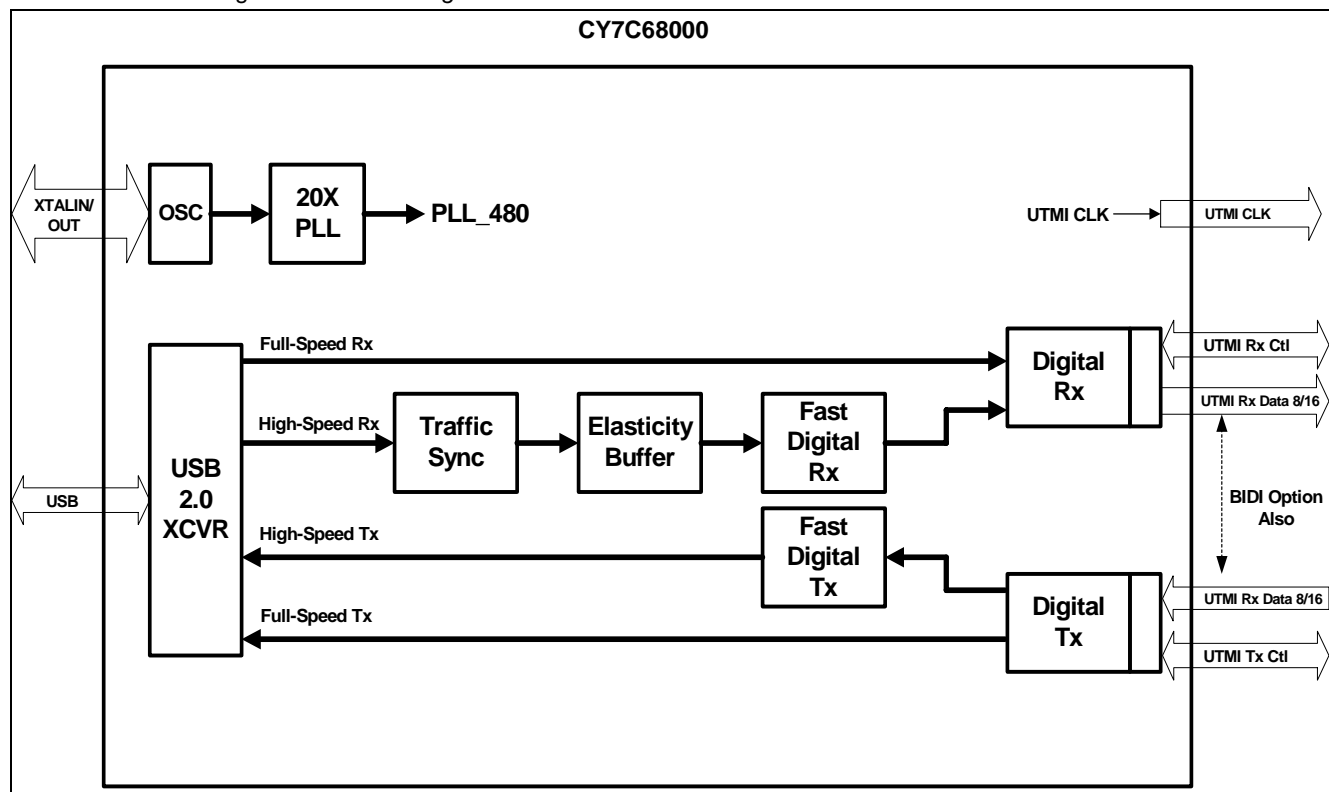 CY7C68000
XTALIN/
OUT
OSC
20X
PLL
PLL_480
UTMI CLK
UTMI CLK
Full-Speed Rx
Digital
Rx
UTMI Rx Ctl
UTMI Rx Data 8/16
High-Speed Rx
Traffic
Sync
Elasticity
Buffer
Fast
Digital
Rx
USB
USB
2.0
XCVR
BIDI Option
Also
High-Speed Tx
Fast
Digital
Tx
Full-Speed Tx
Digital
Tx
UTMI Rx Data 8/16
UTMI Tx Ctl